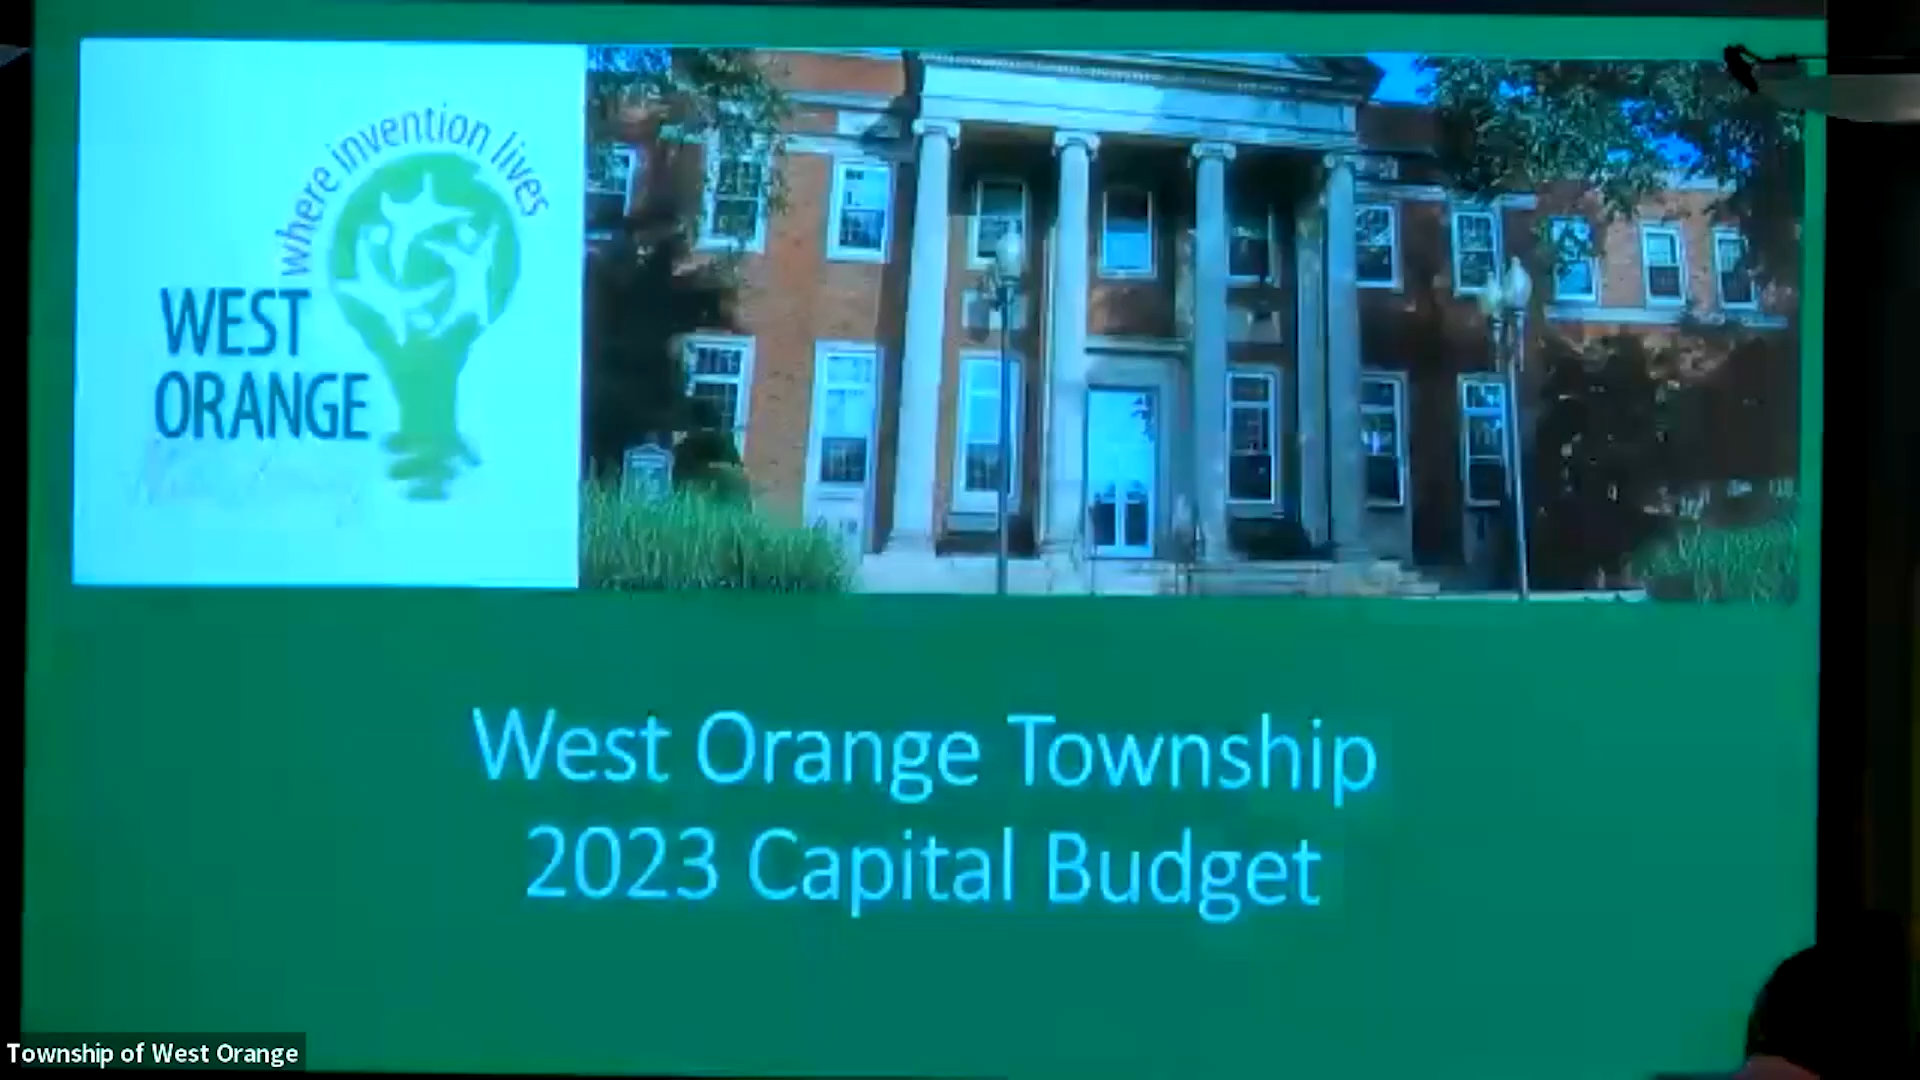 where invention lives
WEST
ORANGE
West Orange Township
2023 Capital Budget
Township of West Orange